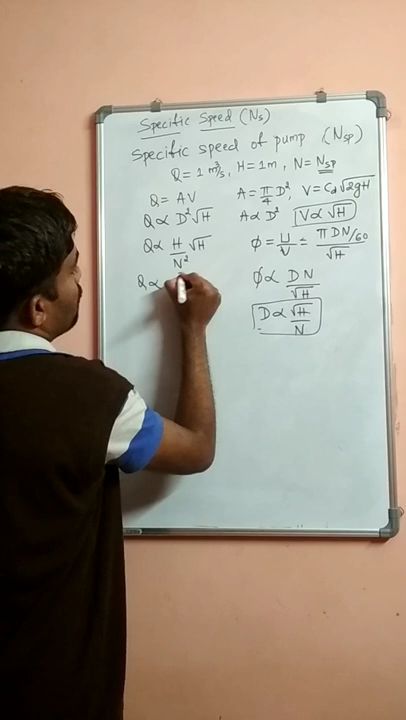 Specific Speed (Ns)
Specific speed of pump (Nsp)
Q = 1 m³/s, H = 1m, N = Nsp
Q = AV A = π/4 D², V = Cd√2gH
Q ∝ D²√H A ∝ D² V ∝ √H
Q ∝ H/N² √H ϕ = U/V = πDN/60/√H
Q ∝ ϕ ∝ DN/√H
D ∝ √H/N